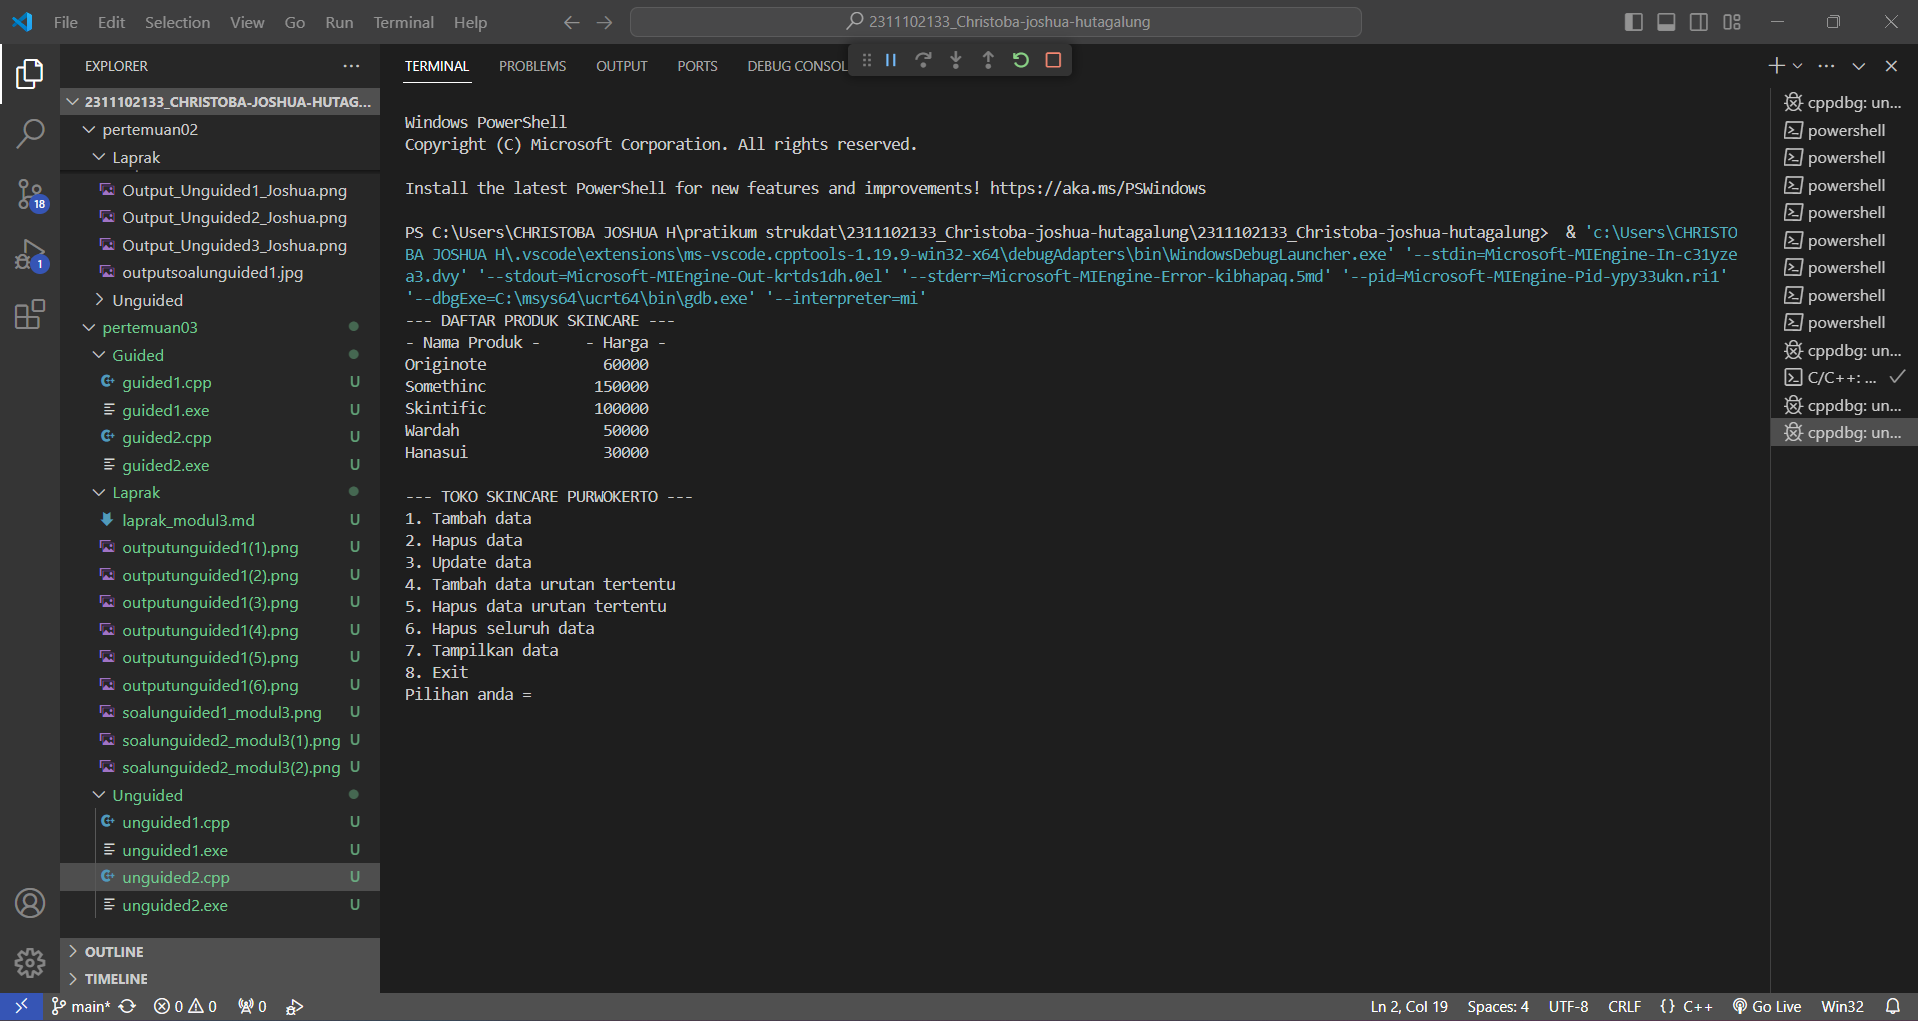 File Edit Selection View Go Run Terminal Help
2311102133_Christoba-joshua-hutagalung
EXPLORER
2311102133_CHRISTOBA-JOSHUA-HUTAG...
pertemuan02
Laprak
Output_Unguided1_Joshua.png
Output_Unguided2_Joshua.png
Output_Unguided3_Joshua.png
outputsoalunguided1.jpg
Unguided
pertemuan03
Guided
guided1.cpp U
guided1.exe U
guided2.cpp U
guided2.exe U
Laprak
laprak_modul3.md U
outputunguided1(1).png U
outputunguided1(2).png U
outputunguided1(3).png U
outputunguided1(4).png U
outputunguided1(5).png U
outputunguided1(6).png U
soalunguided1_modul3.png U
soalunguided2_modul3(1).png U
soalunguided2_modul3(2).png U
Unguided
unguided1.cpp U
unguided1.exe U
unguided2.cpp U
unguided2.exe U
OUTLINE
TIMELINE
18
1
TERMINAL PROBLEMS OUTPUT PORTS DEBUG CONSOL
Windows PowerShell
Copyright (C) Microsoft Corporation. All rights reserved.
Install the latest PowerShell for new features and improvements! https://aka.ms/PSWindows
PS C:\Users\CHRISTOBA JOSHUA H\pratikum strukdat\2311102133_Christoba-joshua-hutagalung\2311102133_Christoba-joshua-hutagalung>  & 'c:\Users\CHRISTO
BA JOSHUA H\.vscode\extensions\ms-vscode.cpptools-1.19.9-win32-x64\debugAdapters\bin\WindowsDebugLauncher.exe' '--stdin=Microsoft-MIEngine-In-c31yze
a3.dvy' '--stdout=Microsoft-MIEngine-Out-krtds1dh.0el' '--stderr=Microsoft-MIEngine-Error-kibhapaq.5md' '--pid=Microsoft-MIEngine-Pid-ypy33ukn.ri1'
'--dbgExe=C:\msys64\ucrt64\bin\gdb.exe' '--interpreter=mi'
--- DAFTAR PRODUK SKINCARE ---
- Nama Produk -     - Harga -
Originote             60000
Somethinc            150000
Skintific            100000
Wardah                50000
Hanasui               30000
--- TOKO SKINCARE PURWOKERTO ---
1. Tambah data
2. Hapus data
3. Update data
4. Tambah data urutan tertentu
5. Hapus data urutan tertentu
6. Hapus seluruh data
7. Tampilkan data
8. Exit
Pilihan anda =
cppdbg: un...
powershell
powershell
powershell
powershell
powershell
powershell
powershell
powershell
cppdbg: un...
C/C++: ...
cppdbg: un...
cppdbg: un...
main* 0 0 0 Ln 2, Col 19 Spaces: 4 UTF-8 CRLF {} C++ Go Live Win32